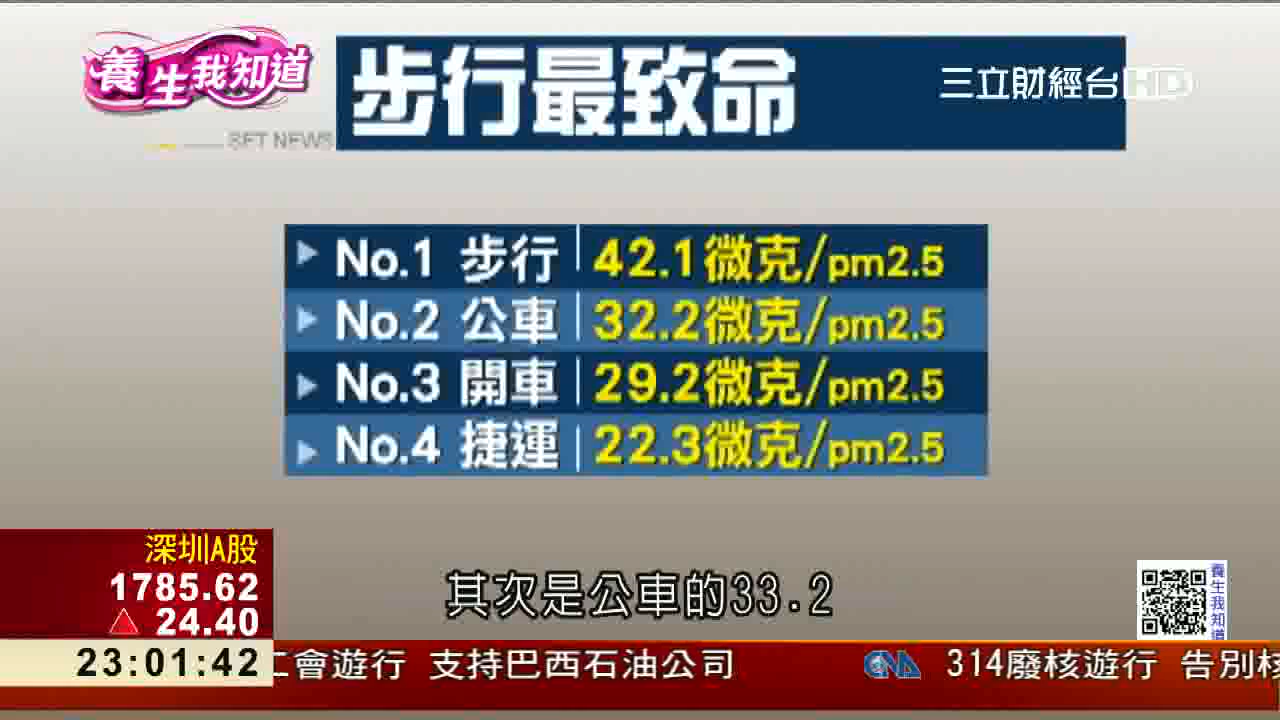 養生我知道
步行最致命
三立財經台HD
SET NEWS
No.1 步行 42.1微克/pm2.5
No.2 公車 32.2微克/pm2.5
No.3 開車 29.2微克/pm2.5
No.4 捷運 22.3微克/pm2.5
深圳A股
1785.62
▲ 24.40
其次是公車的33.2
養生我知道
23:01:42
會遊行 支持巴西石油公司 CNA 314廢核遊行 告別